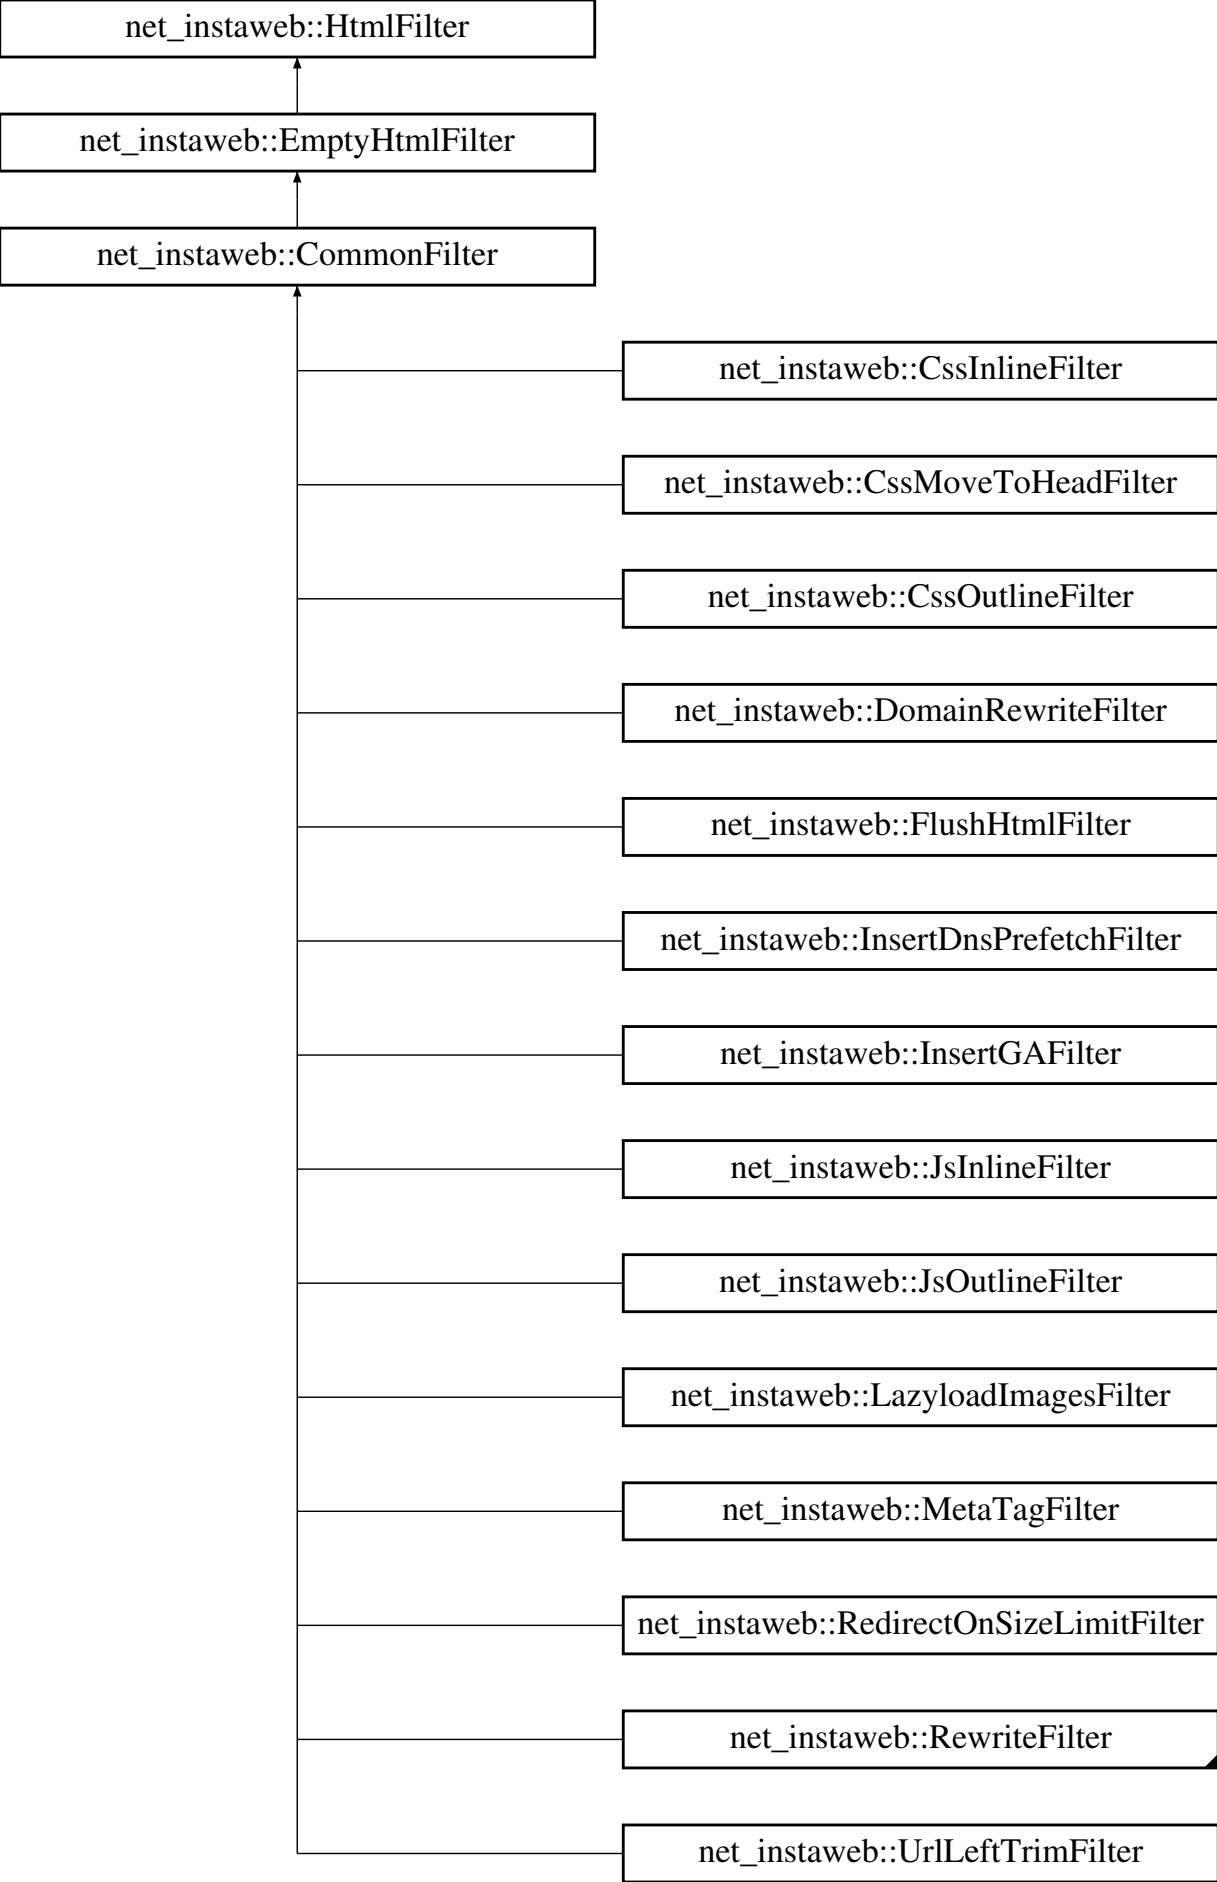 net_instaweb::HtmlFilter
net_instaweb::EmptyHtmlFilter
net_instaweb::CommonFilter
net_instaweb::CssInlineFilter
net_instaweb::CssMoveToHeadFilter
net_instaweb::CssOutlineFilter
net_instaweb::DomainRewriteFilter
net_instaweb::FlushHtmlFilter
net_instaweb::InsertDnsPrefetchFilter
net_instaweb::InsertGAFilter
net_instaweb::JsInlineFilter
net_instaweb::JsOutlineFilter
net_instaweb::LazyloadImagesFilter
net_instaweb::MetaTagFilter
net_instaweb::RedirectOnSizeLimitFilter
net_instaweb::RewriteFilter
net_instaweb::UrlLeftTrimFilter